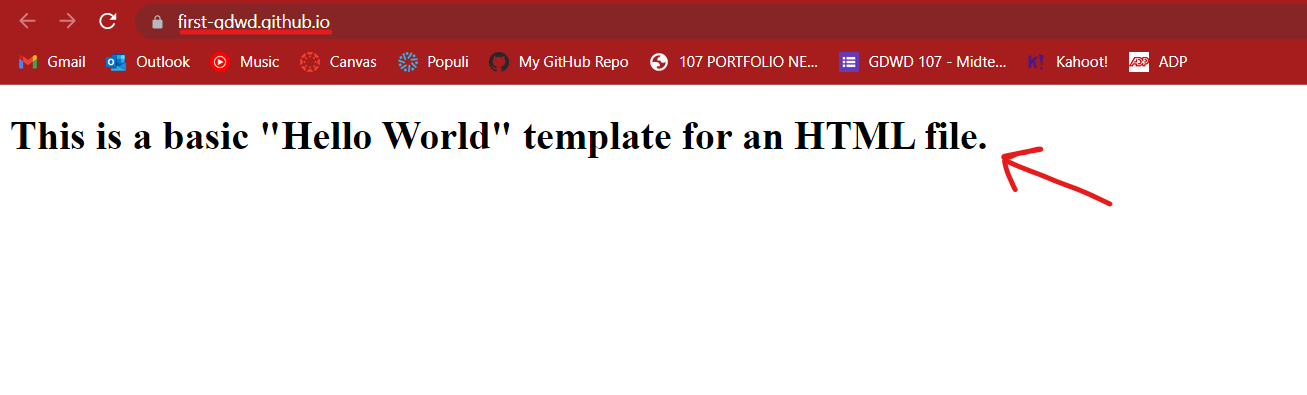 first-gdwd.github.io
Gmail Outlook Music Canvas Populi My GitHub Repo 107 PORTFOLIO NE... GDWD 107 - Midte... K! Kahoot! ADP ADP
This is a basic "Hello World" template for an HTML file.